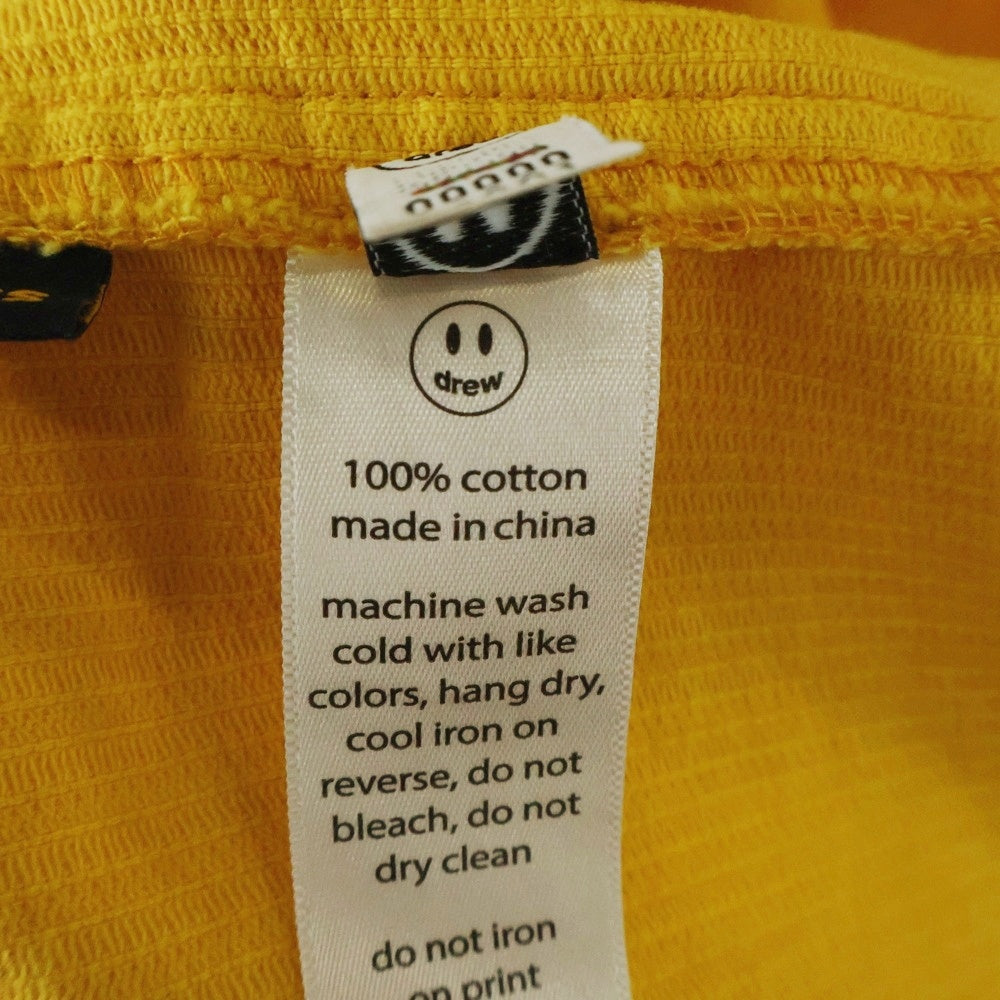 drew
100% cotton
made in china
machine wash
cold with like
colors, hang dry,
cool iron on
reverse, do not
bleach, do not
dry clean
do not iron
on print